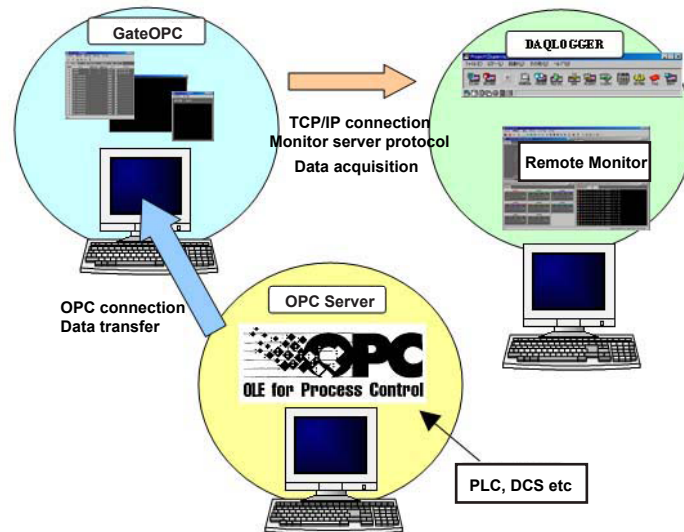 GateOPC
DAQLOGGER
TCP/IP connection
Monitor server protocol
Data acquisition
Remote Monitor
OPC connection
Data transfer
OPC Server
OPC
OLE for Process Control
PLC, DCS etc